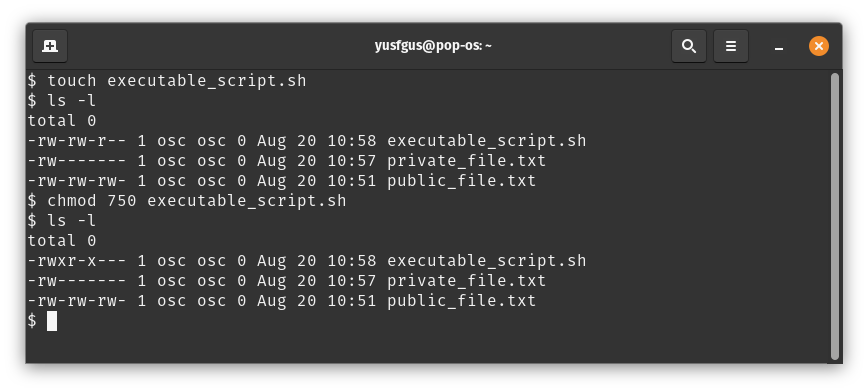 yusfgus@pop-os: ~
$ touch executable_script.sh
$ ls -l
total 0
-rw-rw-r-- 1 osc osc 0 Aug 20 10:58 executable_script.sh
-rw------- 1 osc osc 0 Aug 20 10:57 private_file.txt
-rw-rw-rw- 1 osc osc 0 Aug 20 10:51 public_file.txt
$ chmod 750 executable_script.sh
$ ls -l
total 0
-rwxr-x--- 1 osc osc 0 Aug 20 10:58 executable_script.sh
-rw------- 1 osc osc 0 Aug 20 10:57 private_file.txt
-rw-rw-rw- 1 osc osc 0 Aug 20 10:51 public_file.txt
$